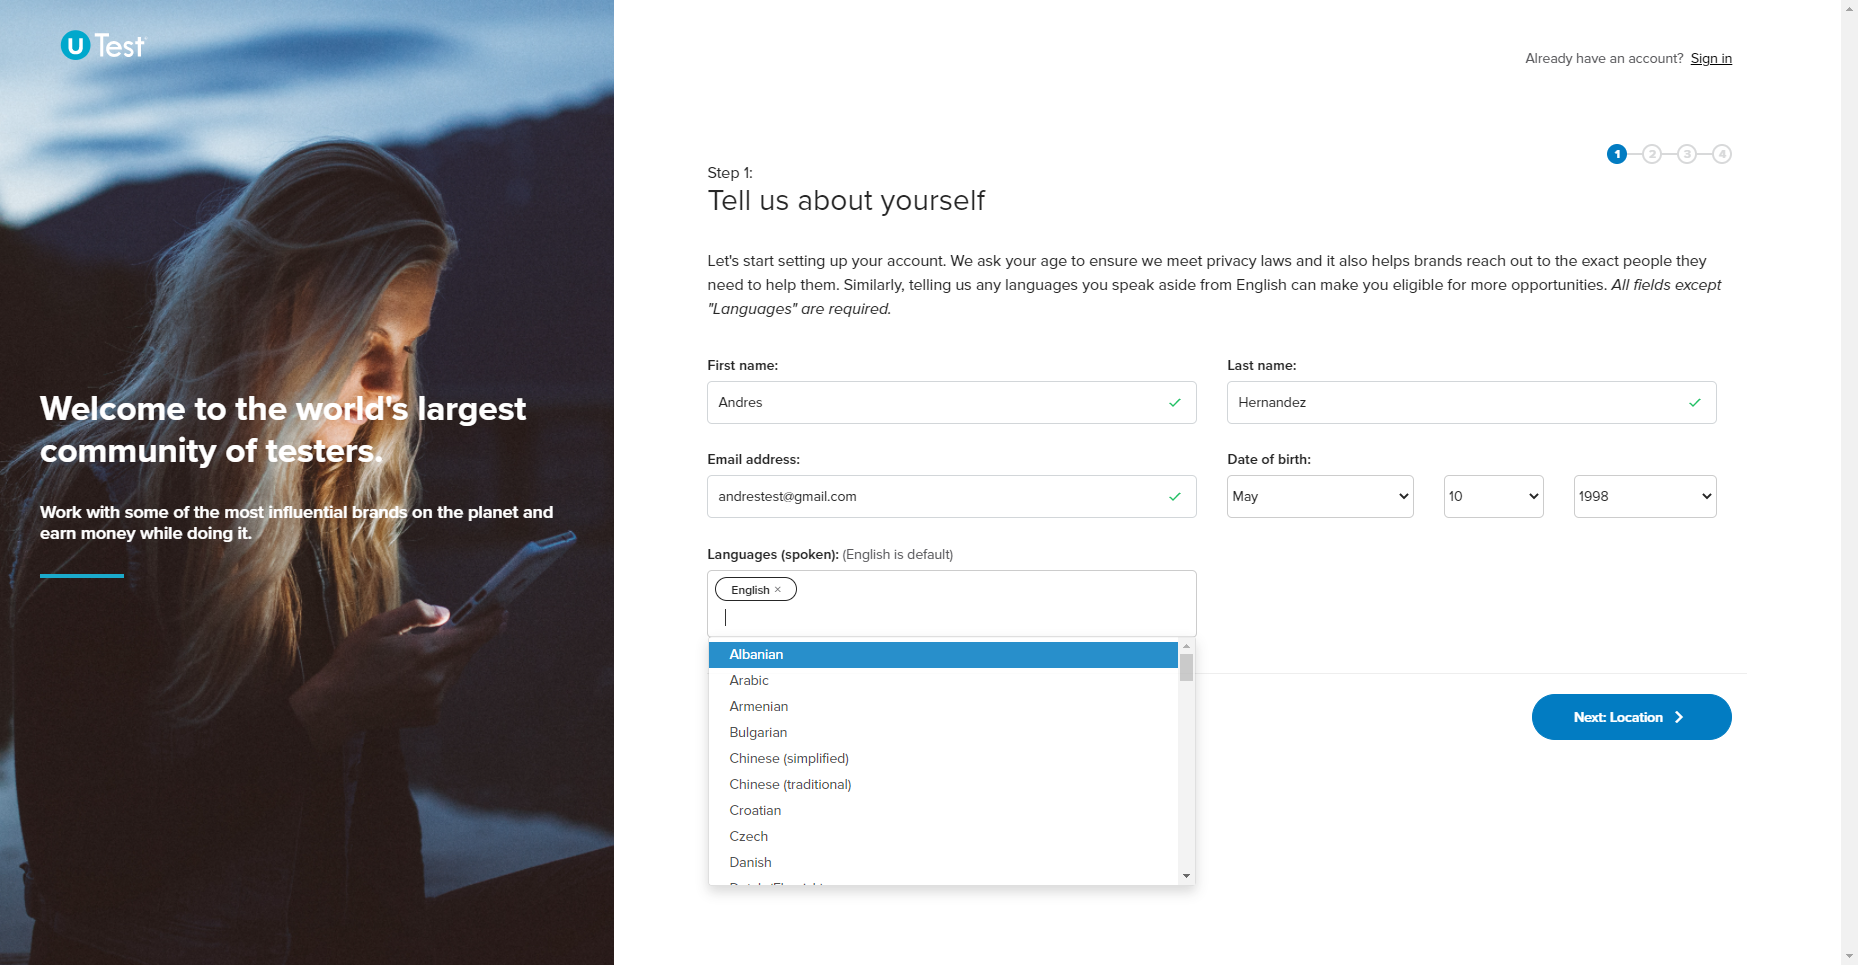 U Test
Welcome to the world's largest
community of testers.
Work with some of the most influential brands on the planet and
earn money while doing it.
Already have an account? Sign in
1 2 3 4
Step 1:
Tell us about yourself
Let's start setting up your account. We ask your age to ensure we meet privacy laws and it also helps brands reach out to the exact people they
need to help them. Similarly, telling us any languages you speak aside from English can make you eligible for more opportunities. All fields except
"Languages" are required.
First name:
Last name:
Andres
Hernandez
Email address:
Date of birth:
andrestest@gmail.com
May 10 1998
Languages (spoken): (English is default)
English ×
Albanian
Arabic
Armenian
Bulgarian
Chinese (simplified)
Chinese (traditional)
Croatian
Czech
Danish
Next: Location